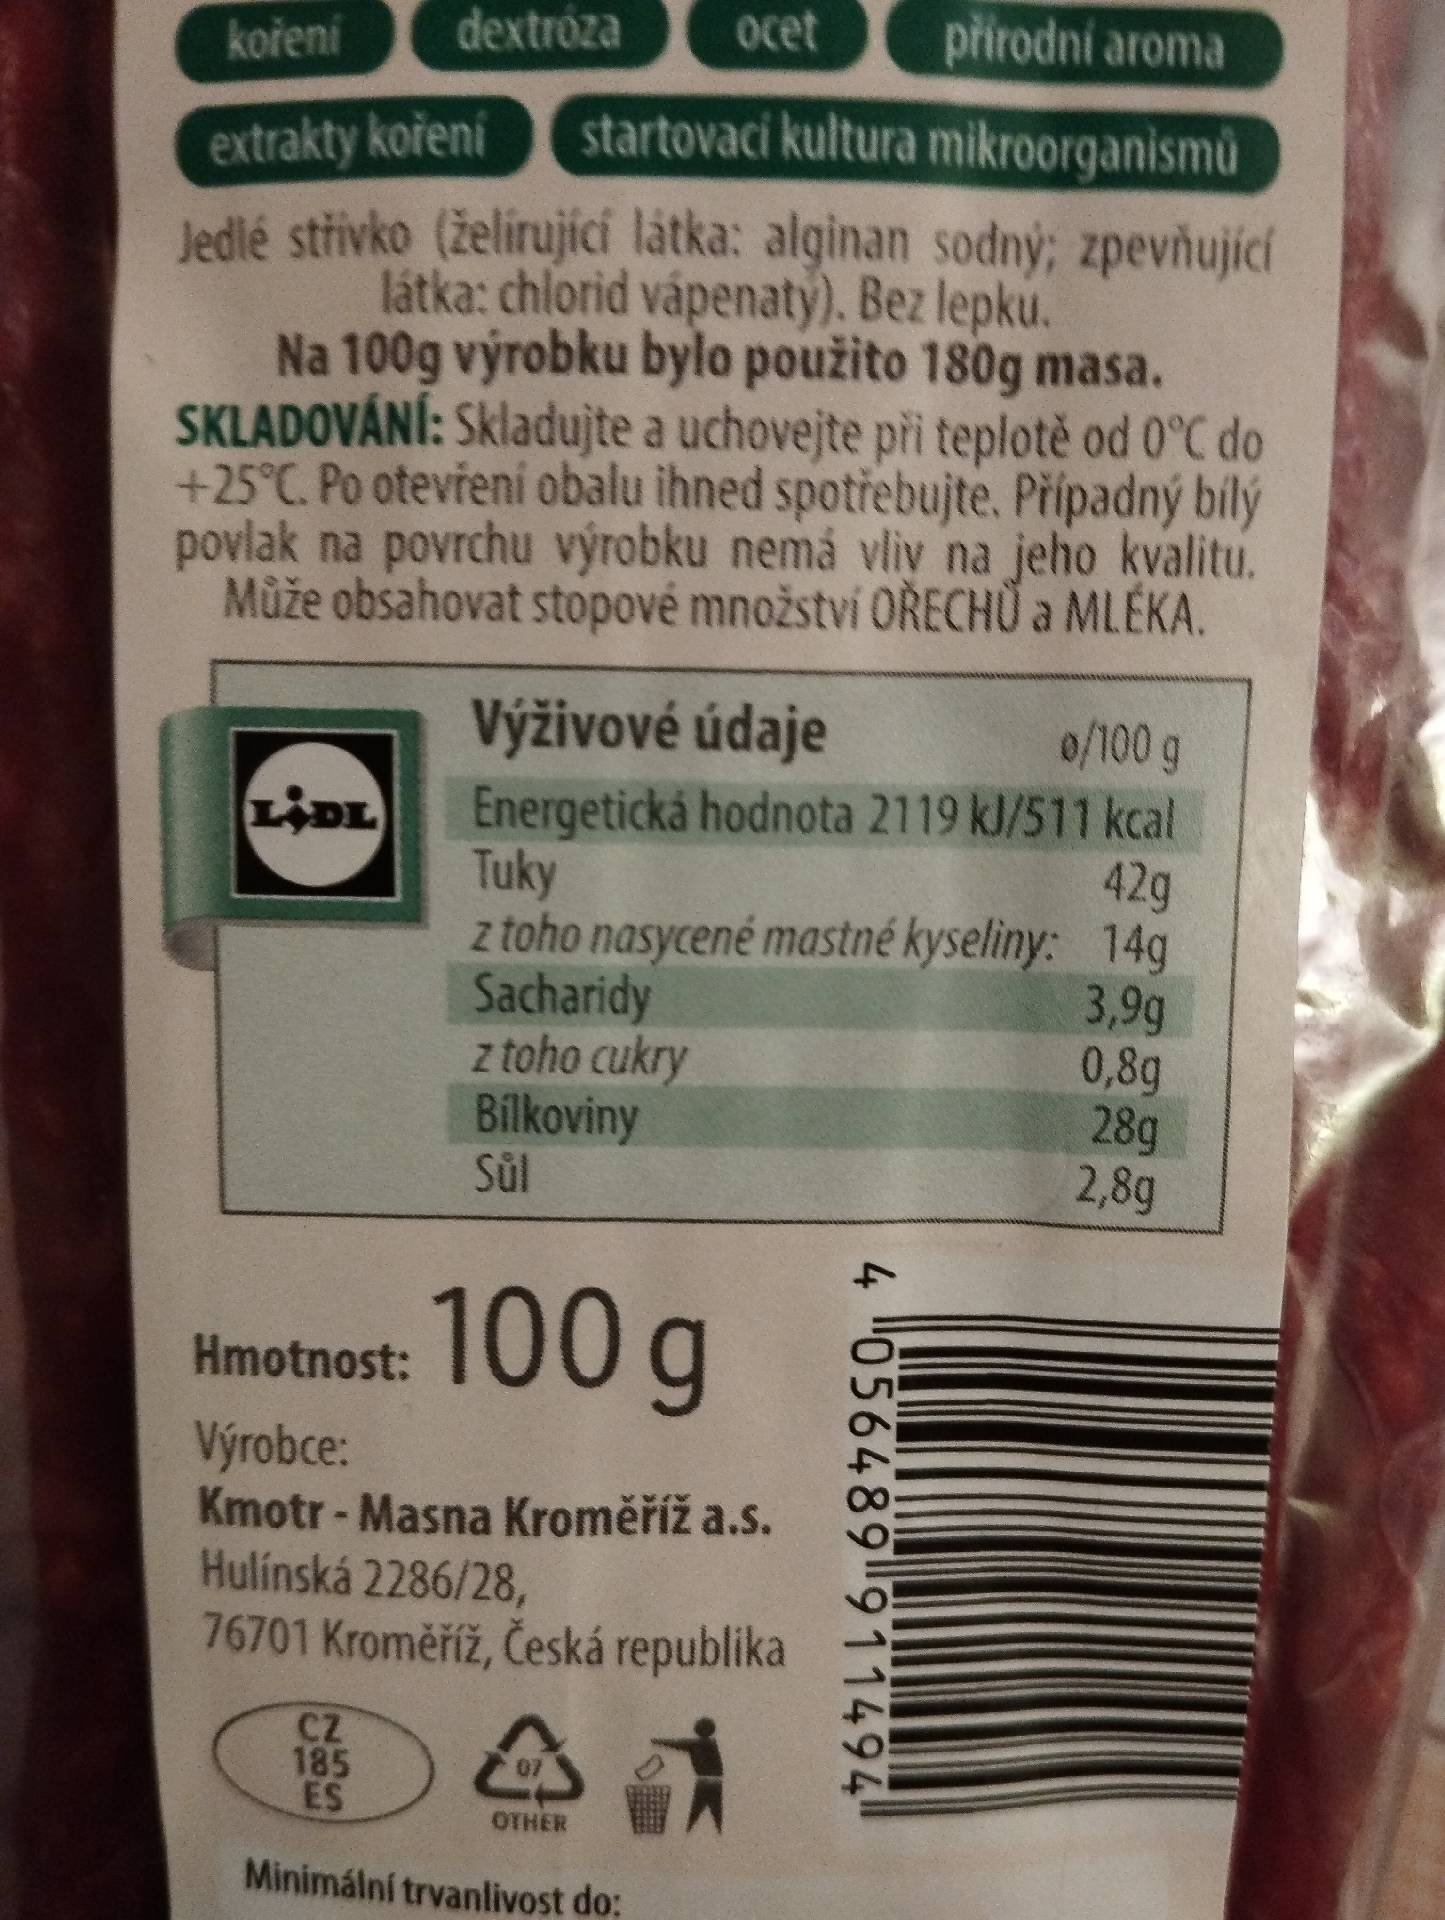 koření dextróza ocet přírodní aroma
extrakty koření startovací kultura mikroorganismů
Jedlé střívko (želírující látka: alginan sodný; zpevňující
látka: chlorid vápenatý). Bez lepku.
Na 100g výrobku bylo použito 180g masa.
SKLADOVÁNÍ: Skladujte a uchovejte při teplotě od 0°C do
+25°C. Po otevření obalu ihned spotřebujte. Případný bílý
povlak na povrchu výrobku nemá vliv na jeho kvalitu.
Může obsahovat stopové množství OŘECHŮ a MLÉKA.
LIDL
Výživové údaje ø/100 g
Energetická hodnota 2119 kJ/511 kcal
Tuky 42g
z toho nasycené mastné kyseliny: 14g
Sacharidy 3,9g
z toho cukry 0,8g
Bílkoviny 28g
Sůl 2,8g
Hmotnost: 100 g
Výrobce:
Kmotr - Masna Kroměříž a.s.
Hulínská 2286/28,
76701 Kroměříž, Česká republika
4 056489 911494
CZ
185
ES
07
OTHER
Minimální trvanlivost do: